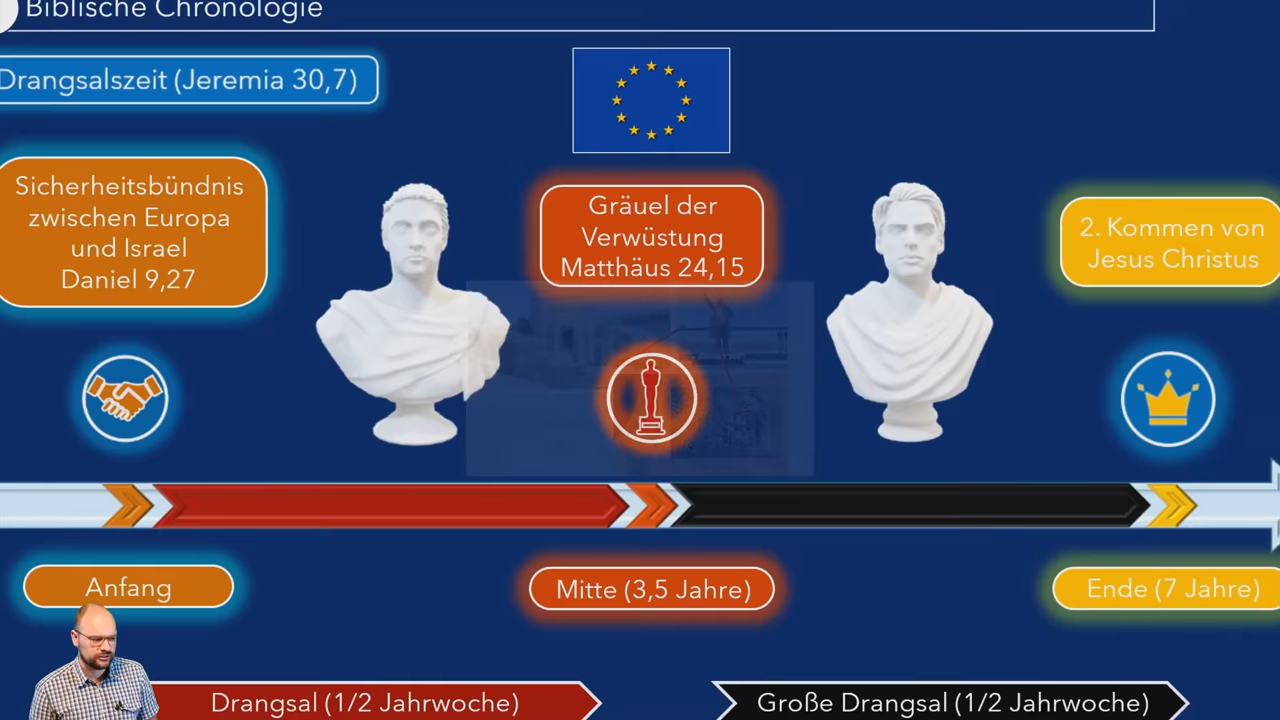 Biblische Chronologie
Drangsalszeit (Jeremia 30,7)
Sicherheitsbündnis
zwischen Europa
und Israel
Daniel 9,27
Gräuel der
Verwüstung
Matthäus 24,15
2. Kommen von
Jesus Christus
Anfang
Mitte (3,5 Jahre)
Ende (7 Jahre)
Drangsal (1/2 Jahrwoche)
Große Drangsal (1/2 Jahrwoche)